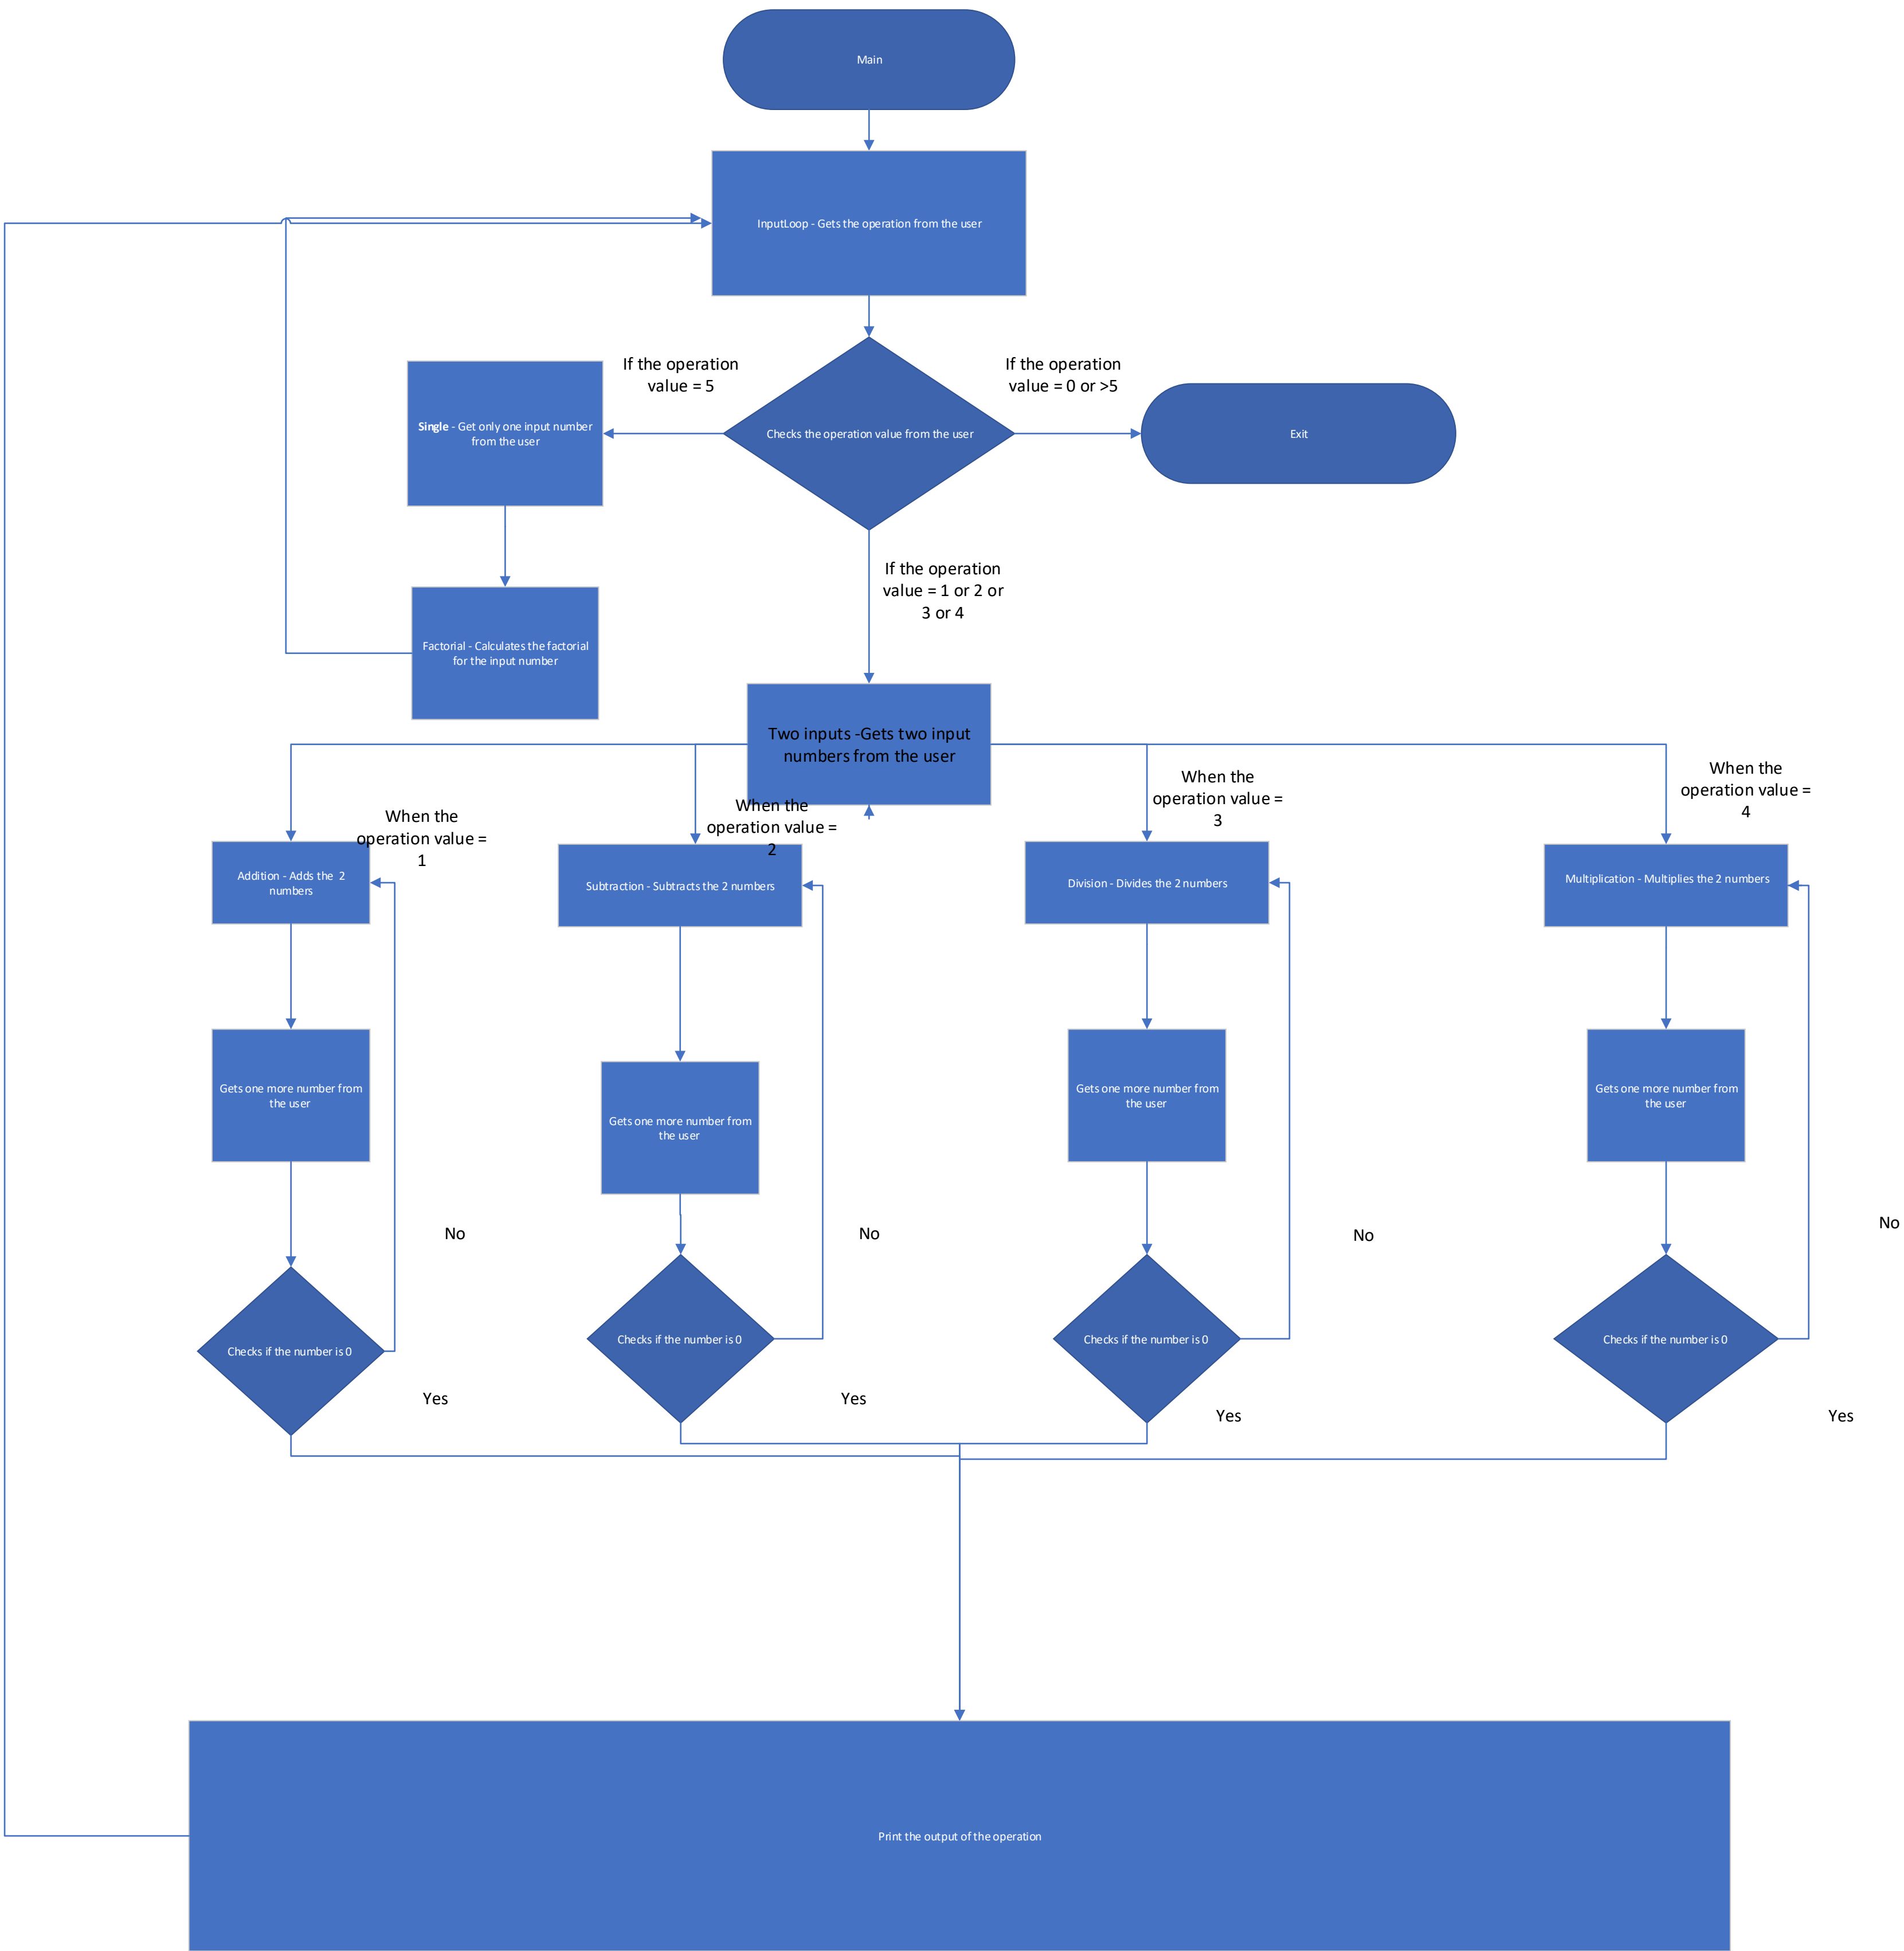 Main
InputLoop - Gets the operation from the user
If the operation
value = 5
If the operation
value = 0 or >5
Single - Get only one input number
from the user
Checks the operation value from the user
Exit
If the operation
value = 1 or 2 or
3 or 4
Factorial - Calculates the factorial
for the input number
Two inputs -Gets two input
numbers from the user
When the
operation value =
1
When the
operation value =
2
When the
operation value =
3
When the
operation value =
4
Addition - Adds the 2
numbers
Subtraction - Subtracts the 2 numbers
Division - Divides the 2 numbers
Multiplication - Multiplies the 2 numbers
Gets one more number from
the user
Gets one more number from
the user
Gets one more number from
the user
Gets one more number from
the user
No
No
No
No
Checks if the number is 0
Checks if the number is 0
Checks if the number is 0
Checks if the number is 0
Yes
Yes
Yes
Yes
Print the output of the operation